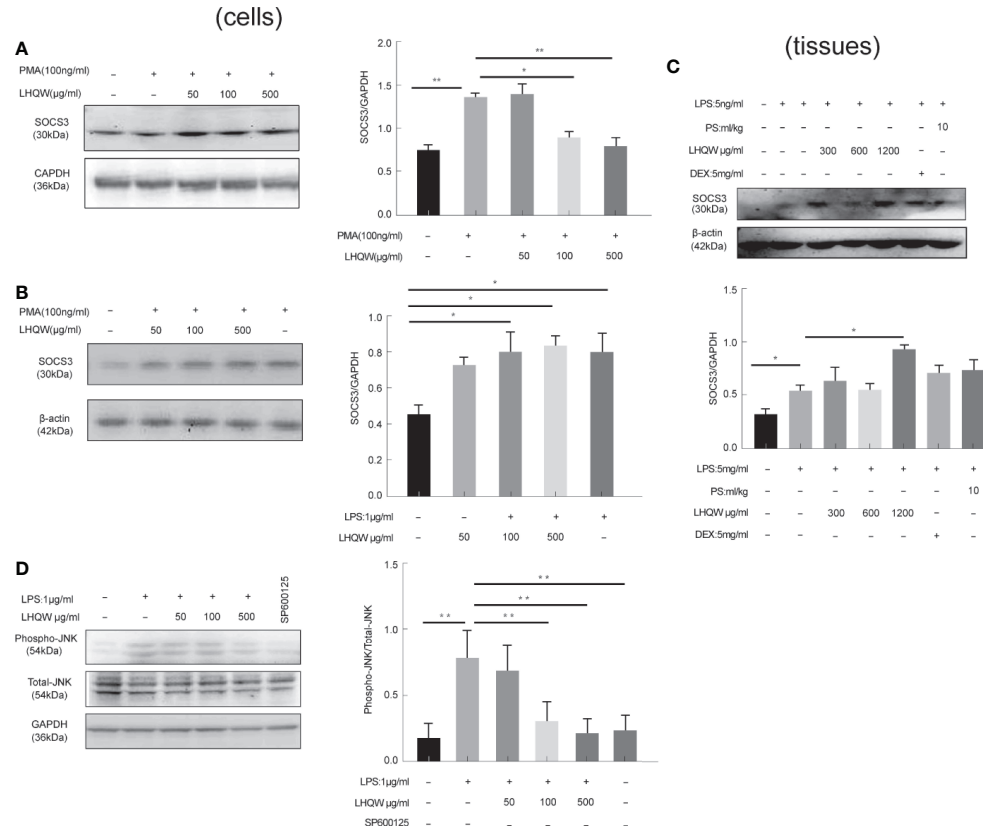 (cells)
(tissues)
A
PMA(100ng/ml) – + + + +
LHQW(µg/ml) – – 50 100 500
SOCS3
(30kDa)
CAPDH
(36kDa)
SOCS3/GAPDH
2.0
1.5
1.0
0.5
0.0
** * **
PMA(100ng/ml) – + + + +
LHQW(µg/ml) – – 50 100 500
B
PMA(100ng/ml) – + + + +
LHQW(µg/ml) – 50 100 500 –
SOCS3
(30kDa)
β-actin
(42kDa)
SOCS3/GAPDH
1.0
0.8
0.6
0.4
0.2
0.0
*
*
*
LPS:1µg/ml – – + + +
LHQW µg/ml – 50 100 500 –
C
LPS:5ng/ml – + + + + + + +
PS:ml/kg – – – – – – – 10
LHQW µg/ml – – – 300 600 1200 – –
DEX:5mg/ml – – – – – – + –
SOCS3
(30kDa)
β-actin
(42kDa)
SOCS3/GAPDH
1.5
1.0
0.5
0.0
* *
LPS:5mg/ml – + + + + + +
PS:ml/kg – – – – – – 10
LHQW µg/ml – – 300 600 1200 – –
DEX:5mg/ml – – – – – + –
D
LPS:1µg/ml – + + + +
LHQW µg/ml – – 50 100 500
SP600125
Phospho-JNK
(54kDa)
Total-JNK
(54kDa)
GAPDH
(36kDa)
Phospho-JNK/Total-JNK
1.5
1.0
0.5
0.0
**
**
** **
LPS:1µg/ml – + + + + –
LHQW µg/ml – – 50 100 500 –
SP600125 – – – – – –